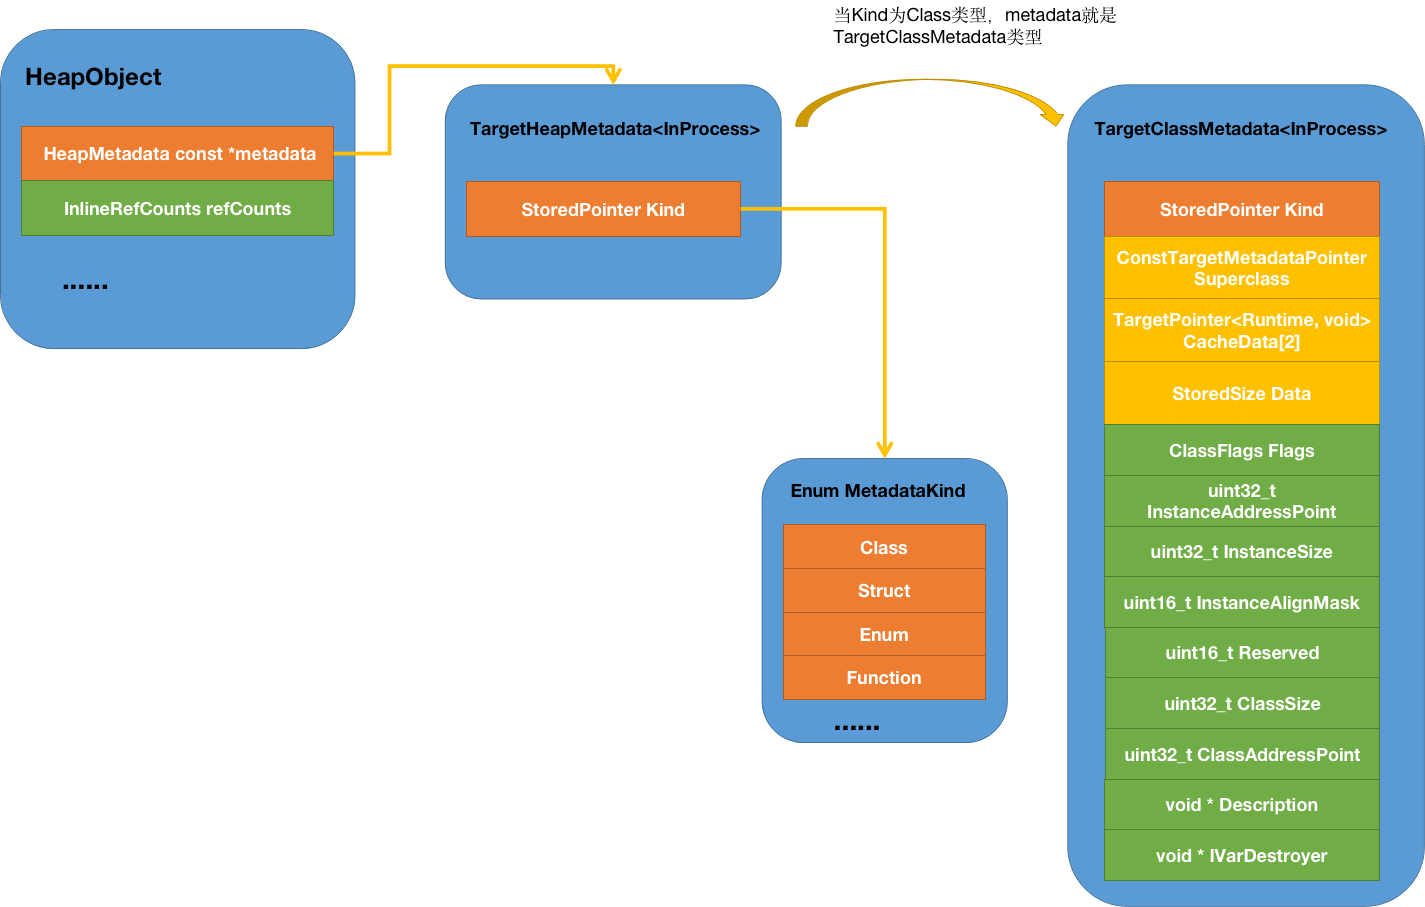 当Kind为Class类型，metadata就是
TargetClassMetadata类型
HeapObject
HeapMetadata const *metadata
InlineRefCounts refCounts
......
TargetHeapMetadata<InProcess>
StoredPointer Kind
Enum MetadataKind
Class
Struct
Enum
Function
......
TargetClassMetadata<InProcess>
StoredPointer Kind
ConstTargetMetadataPointer
Superclass
TargetPointer<Runtime, void>
CacheData[2]
StoredSize Data
ClassFlags Flags
uint32_t
InstanceAddressPoint
uint32_t InstanceSize
uint16_t InstanceAlignMask
uint16_t Reserved
uint32_t ClassSize
uint32_t ClassAddressPoint
void * Description
void * IVarDestroyer